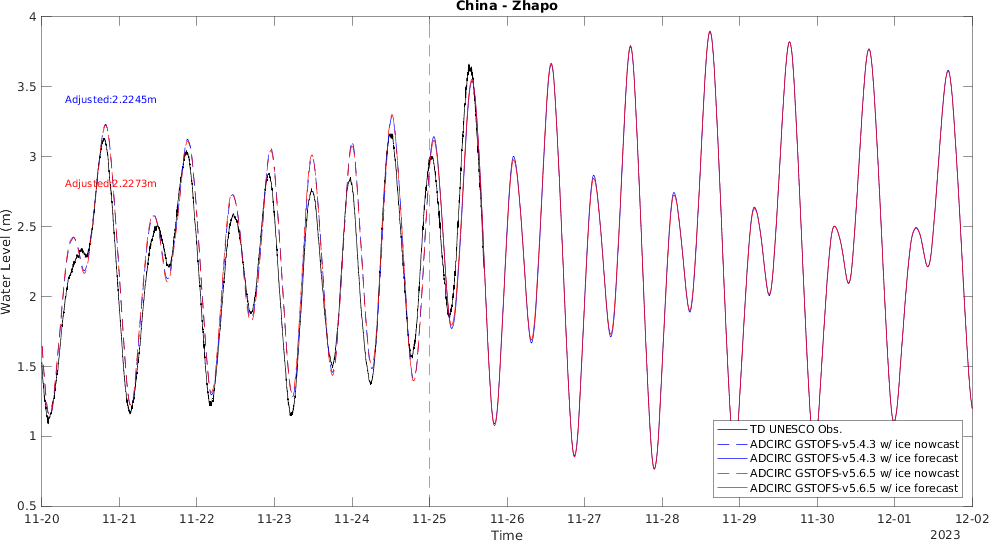 China - Zhapo
4
3.5
3
2.5
2
1.5
1
0.5
Water Level (m)
Adjusted:2.2245m
Adjusted:2.2273m
TD UNESCO Obs.
ADCIRC GSTOFS-v5.4.3 w/ ice nowcast
ADCIRC GSTOFS-v5.4.3 w/ ice forecast
ADCIRC GSTOFS-v5.6.5 w/ ice nowcast
ADCIRC GSTOFS-v5.6.5 w/ ice forecast
11-20 11-21 11-22 11-23 11-24 11-25 11-26 11-27 11-28 11-29 11-30 12-01 12-02
Time
2023